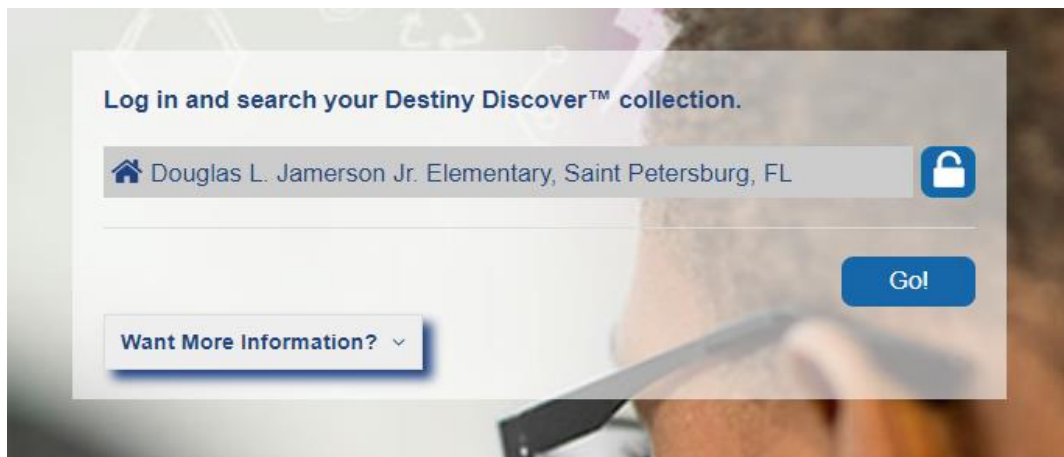 Log in and search your Destiny Discover™ collection.
Douglas L. Jamerson Jr. Elementary, Saint Petersburg, FL
Go!
Want More Information?